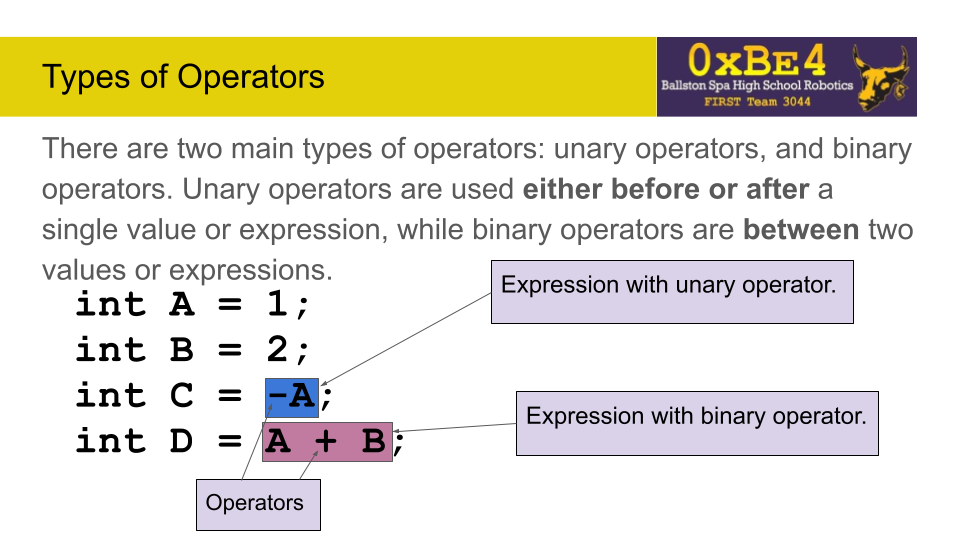 Types of Operators
0xBE4
Ballston Spa High School Robotics
FIRST Team 3044
There are two main types of operators: unary operators, and binary
operators. Unary operators are used either before or after a
single value or expression, while binary operators are between two
values or expressions.
Expression with unary operator.
int A = 1;
int B = 2;
int C = -A;
int D = A + B;
Expression with binary operator.
Operators